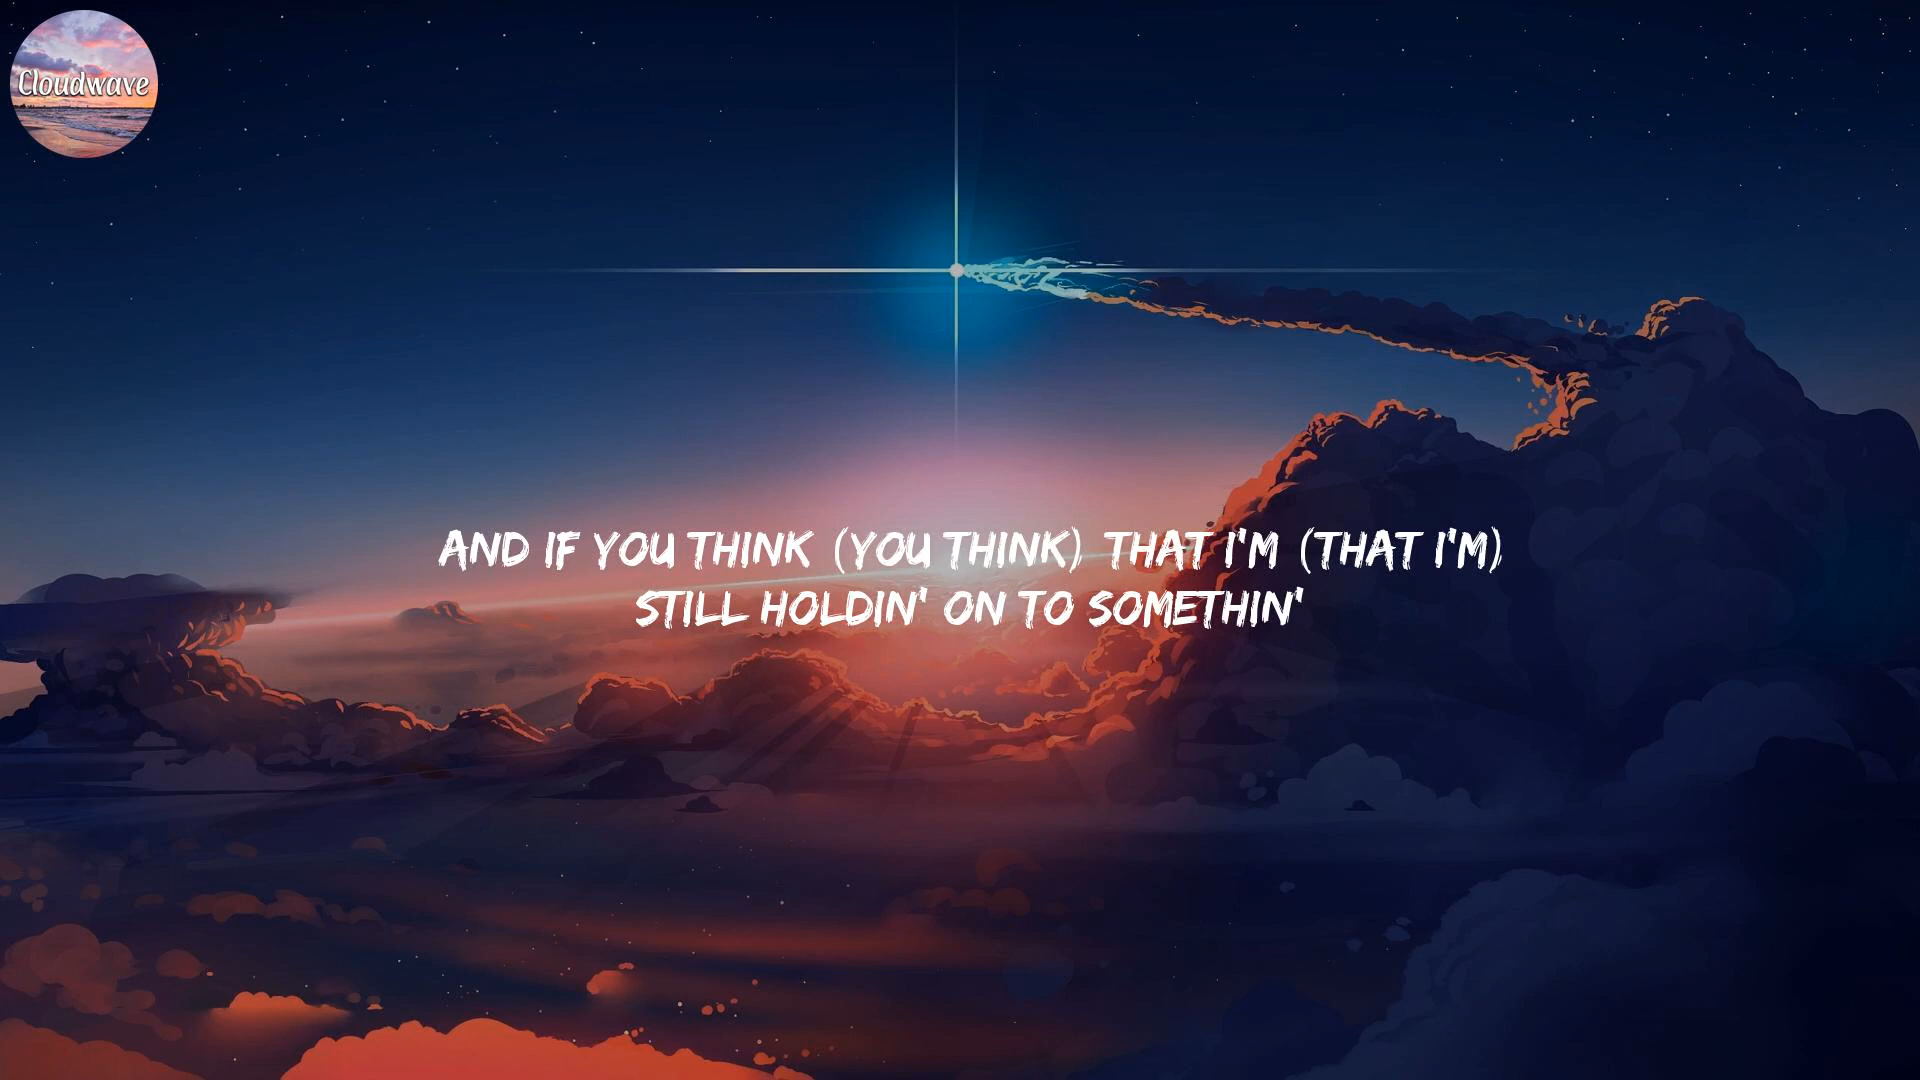 Cloudwave
AND IF YOU THINK (YOU THINK) THAT I'M (THAT I'M)
STILL HOLDIN' ON TO SOMETHIN'